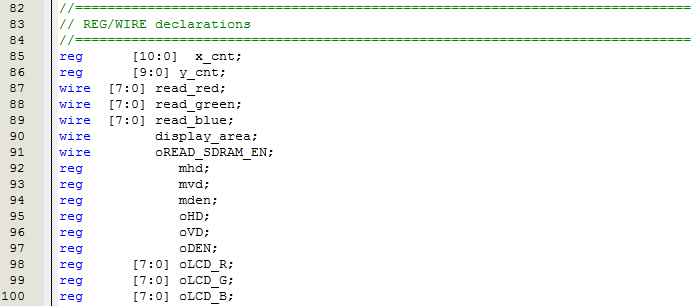 82 //=============================================================================
83 // REG/WIRE declarations
84 //=============================================================================
85 reg [10:0] x_cnt;
86 reg [9:0] y_cnt;
87 wire [7:0] read_red;
88 wire [7:0] read_green;
89 wire [7:0] read_blue;
90 wire display_area;
91 wire oREAD_SDRAM_EN;
92 reg mhd;
93 reg mvd;
94 reg mden;
95 reg oHD;
96 reg oVD;
97 reg oDEN;
98 reg [7:0] oLCD_R;
99 reg [7:0] oLCD_G;
100 reg [7:0] oLCD_B;